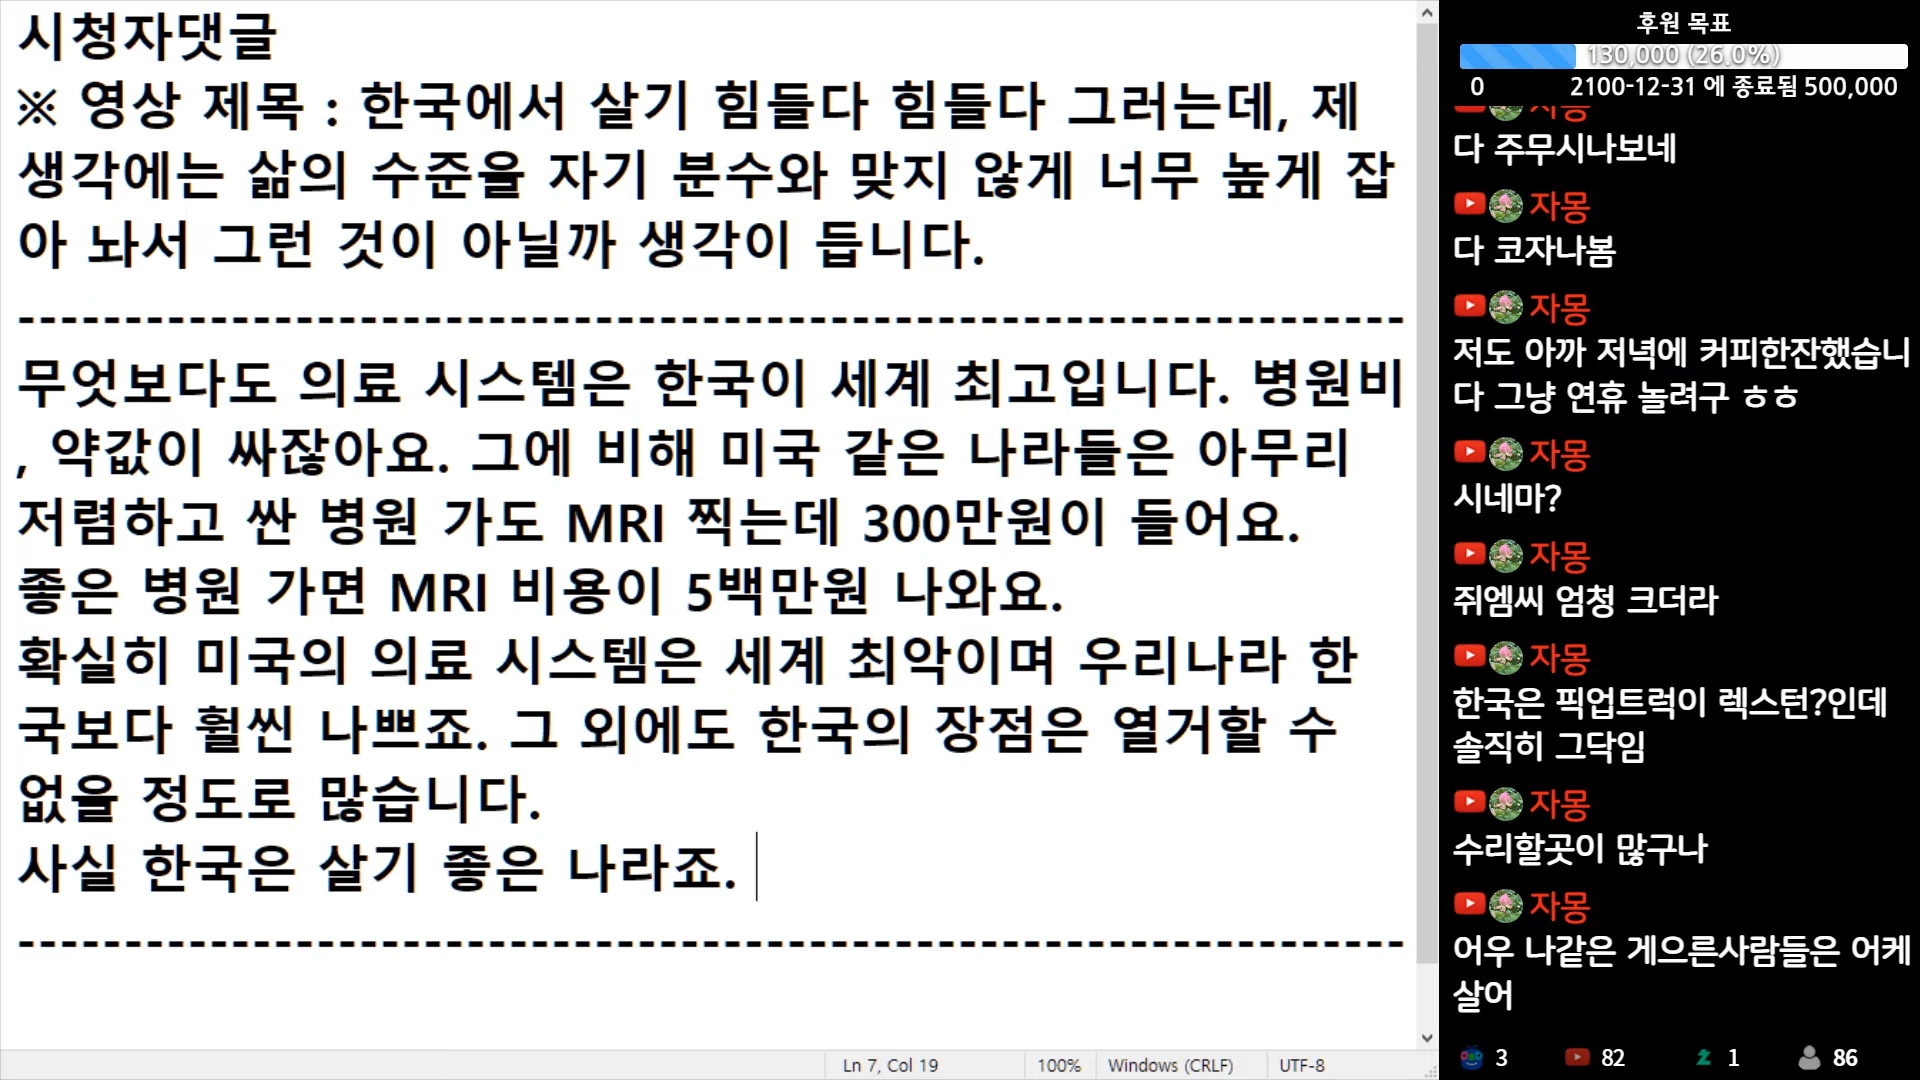 시청자댓글
※ 영상 제목 : 한국에서 살기 힘들다 힘들다 그러는데, 제
생각에는 삶의 수준을 자기 분수와 맞지 않게 너무 높게 잡
아 놔서 그런 것이 아닐까 생각이 듭니다.
-----------------------------------------------------------------
무엇보다도 의료 시스템은 한국이 세계 최고입니다. 병원비
, 약값이 싸잖아요. 그에 비해 미국 같은 나라들은 아무리
저렴하고 싼 병원 가도 MRI 찍는데 300만원이 들어요.
좋은 병원 가면 MRI 비용이 5백만원 나와요.
확실히 미국의 의료 시스템은 세계 최악이며 우리나라 한
국보다 훨씬 나쁘죠. 그 외에도 한국의 장점은 열거할 수
없을 정도로 많습니다.
사실 한국은 살기 좋은 나라죠.
-----------------------------------------------------------------
Ln 7, Col 19 100% Windows (CRLF) UTF-8
후원 목표
130,000 (26.0%)
0 2100-12-31 에 종료됨 500,000
자몽
다 주무시나보네
자몽
다 코자나봄
자몽
저도 아까 저녁에 커피한잔했습니
다 그냥 연휴 놀려구 ㅎㅎ
자몽
시네마?
자몽
쥐엠씨 엄청 크더라
자몽
한국은 픽업트럭이 렉스턴?인데
솔직히 그닥임
자몽
수리할곳이 많구나
자몽
어우 나같은 게으른사람들은 어케
살어
3 82 1 86